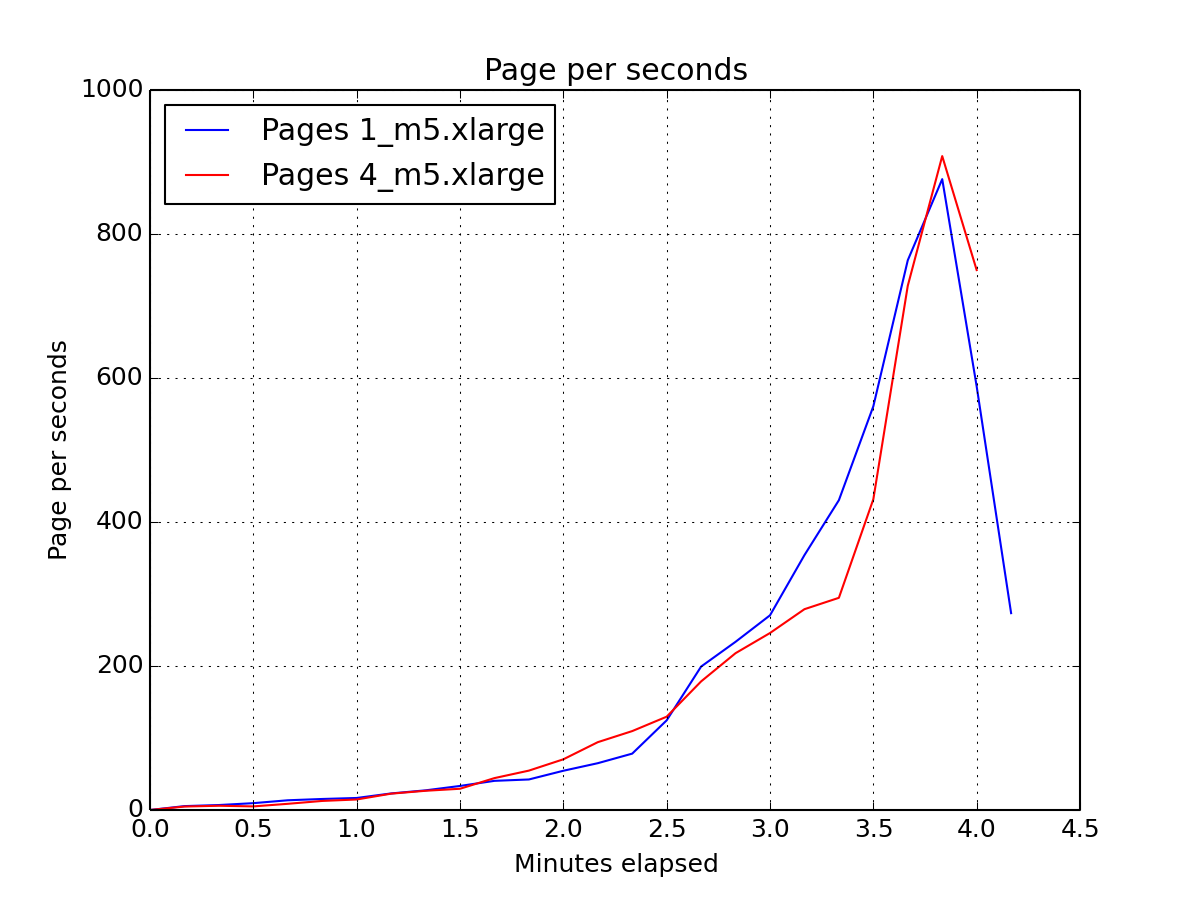 Page per seconds
Pages 1_m5.xlarge
Pages 4_m5.xlarge
1000
800
600
400
200
0
Page per seconds
0.0 0.5 1.0 1.5 2.0 2.5 3.0 3.5 4.0 4.5
Minutes elapsed